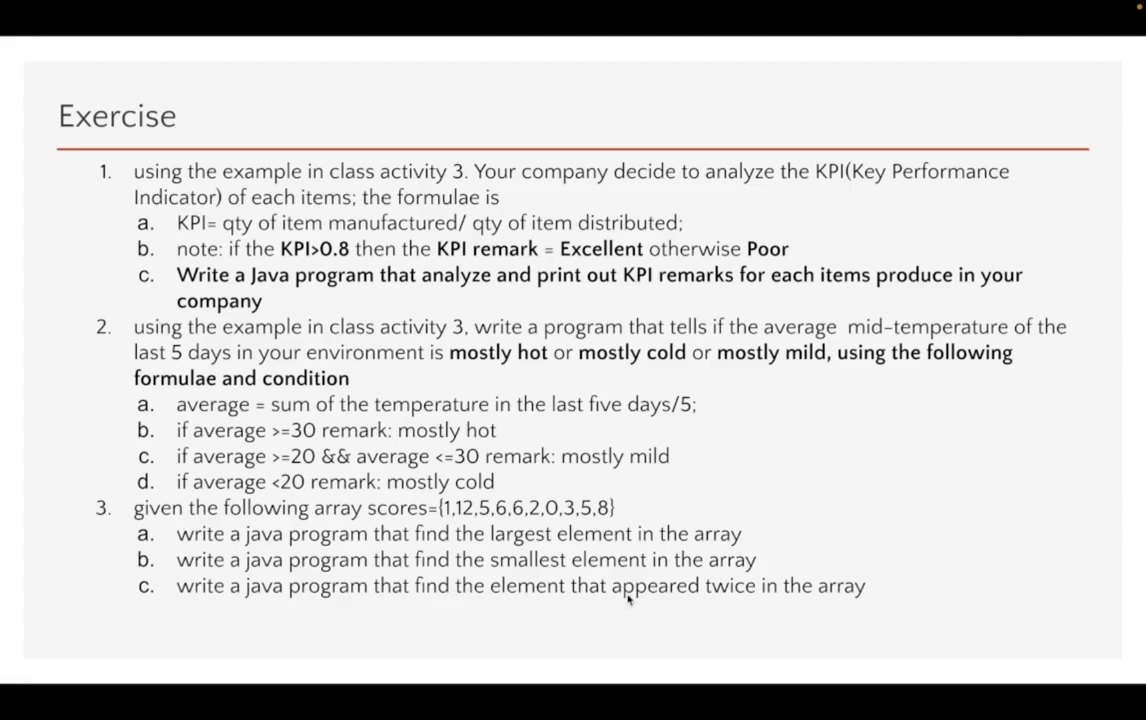 Exercise
1. using the example in class activity 3. Your company decide to analyze the KPI(Key Performance
Indicator) of each items; the formulae is
a. KPI= qty of item manufactured/ qty of item distributed;
b. note: if the KPI>0.8 then the KPI remark = Excellent otherwise Poor
c. Write a Java program that analyze and print out KPI remarks for each items produce in your
company
2. using the example in class activity 3, write a program that tells if the average mid-temperature of the
last 5 days in your environment is mostly hot or mostly cold or mostly mild, using the following
formulae and condition
a. average = sum of the temperature in the last five days/5;
b. if average >=30 remark: mostly hot
c. if average >=20 && average <=30 remark: mostly mild
d. if average <20 remark: mostly cold
3. given the following array scores={1,12,5,6,6,2,0,3,5,8}
a. write a java program that find the largest element in the array
b. write a java program that find the smallest element in the array
c. write a java program that find the element that appeared twice in the array